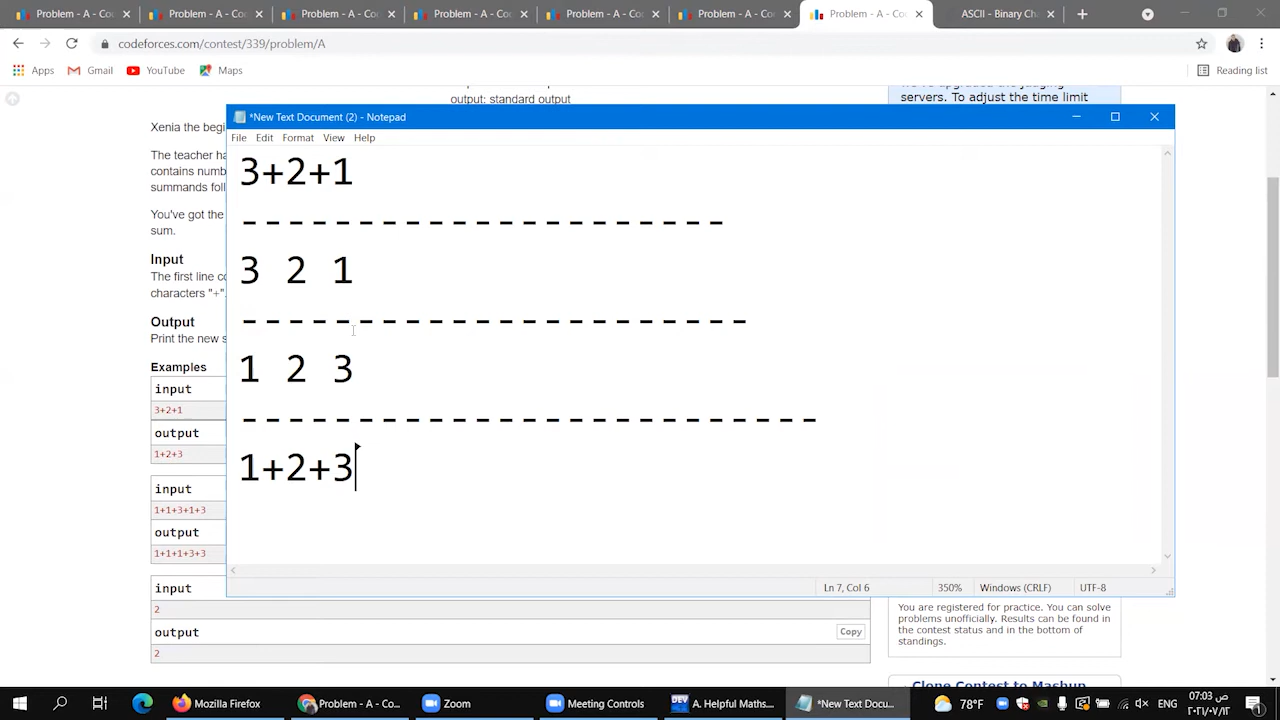 Problem - A - Co
Problem - A - Co
Problem - A - Co
Problem - A - Co
Problem - A - Co
Problem - A - Co
Problem - A - Co
ASCII - Binary Cha
codeforces.com/contest/339/problem/A
Apps
Gmail
YouTube
Maps
Reading list
output: standard output
servers. To adjust the time limit
*New Text Document (2) - Notepad
File Edit Format View Help
3+2+1
---------------------
3 2 1
----------------------
1 2 3
-------------------------
1+2+3
Ln 7, Col 6
350%
Windows (CRLF)
UTF-8
Xenia the beg
The teacher ha
contains numb
summands foll
You've got the
sum.
Input
The first line co
characters "+".
Output
Print the new s
Examples
input
3+2+1
output
1+2+3
input
1+1+3+1+3
output
1+1+1+3+3
input
2
output
Copy
2
You are registered for practice. You can solve
problems unofficially. Results can be found in
the contest status and in the bottom of
standings.
Clone Contest to Mashup
Mozilla Firefox
Problem - A - Co...
Zoom
Meeting Controls
A. Helpful Maths...
*New Text Docu...
78°F
ENG
07:03 ص